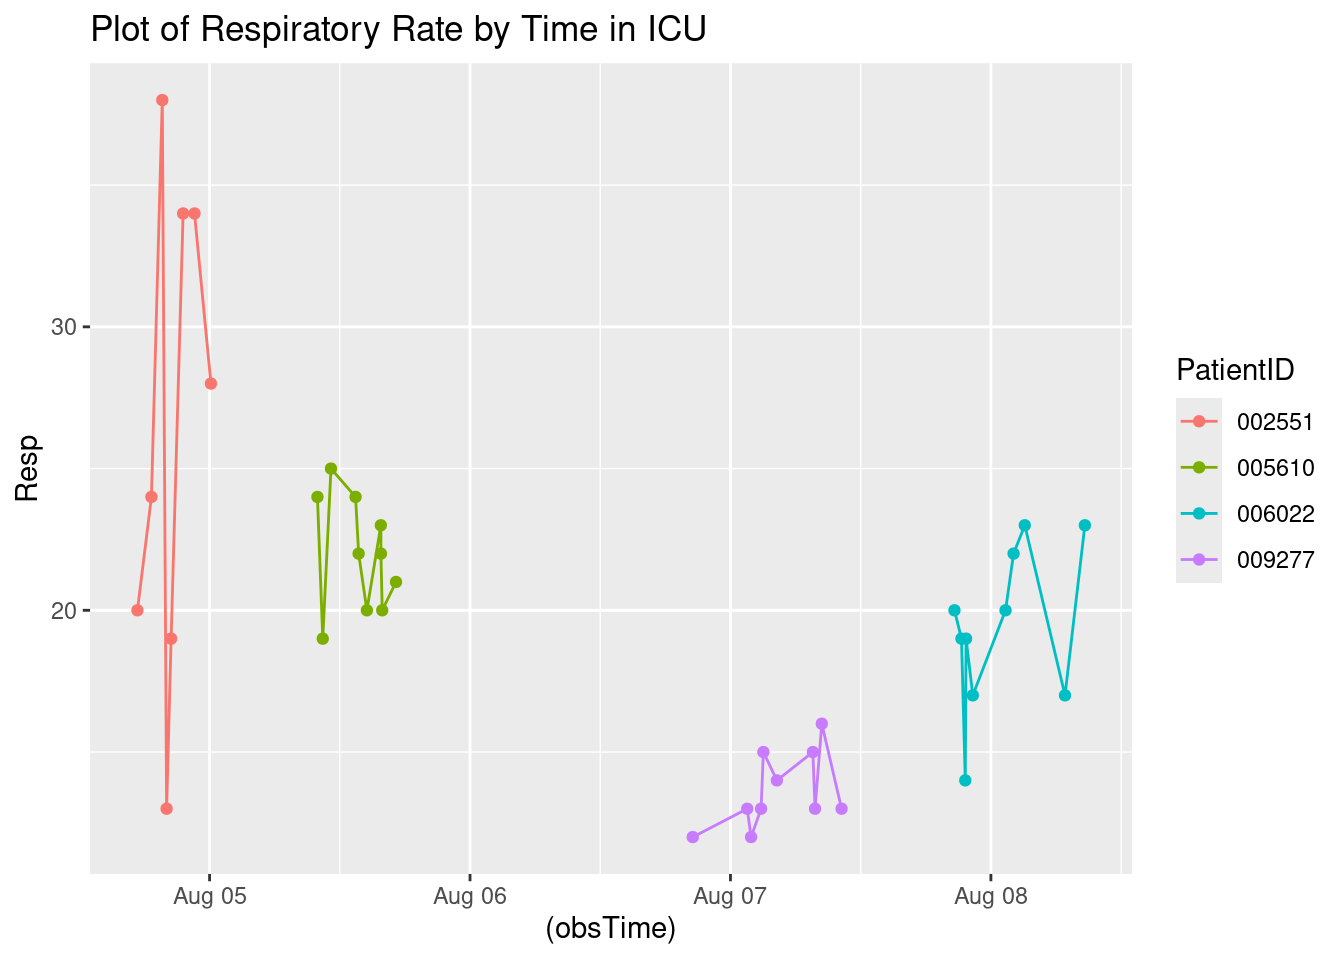 Plot of Respiratory Rate by Time in ICU
Resp
30
20
Aug 05
Aug 06
Aug 07
Aug 08
(obsTime)
PatientID
002551
005610
006022
009277